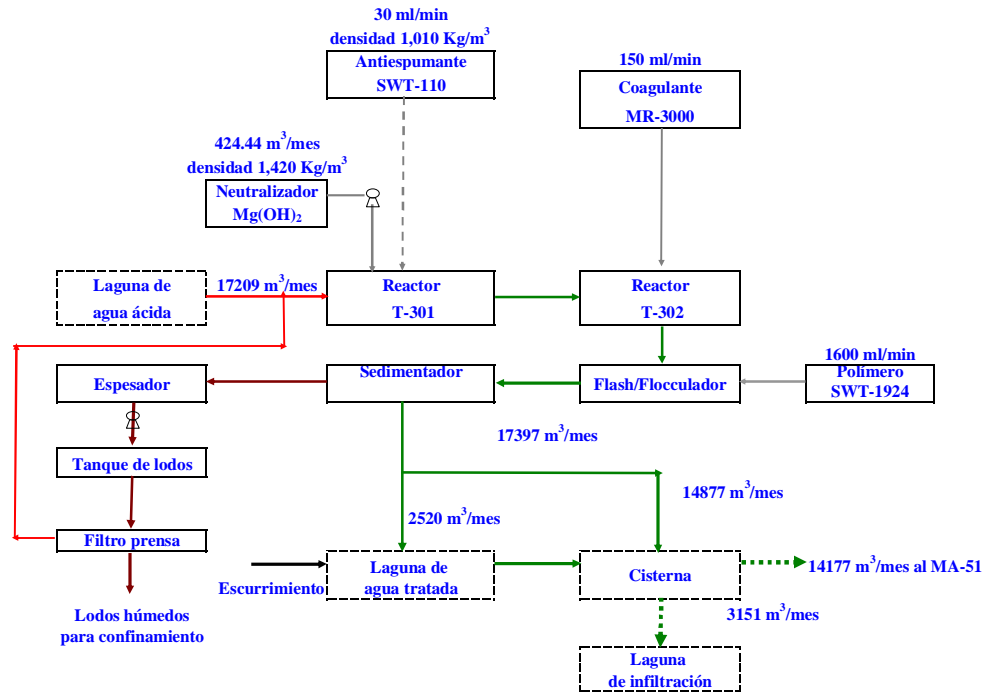 30 ml/min
densidad 1,010 Kg/m³
Antiespumante
SWT-110
150 ml/min
Coagulante
MR-3000
424.44 m³/mes
densidad 1,420 Kg/m³
Neutralizador
Mg(OH)₂
Laguna de
agua ácida
17209 m³/mes
Reactor
T-301
Reactor
T-302
1600 ml/min
Polímero
SWT-1924
Espesador
Sedimentador
Flash/Flocculador
17397 m³/mes
Tanque de lodos
14877 m³/mes
2520 m³/mes
Filtro prensa
Escurrimiento
Laguna de
agua tratada
Cisterna
14177 m³/mes al MA-51
Lodos húmedos
para confinamiento
3151 m³/mes
Laguna
de infiltración